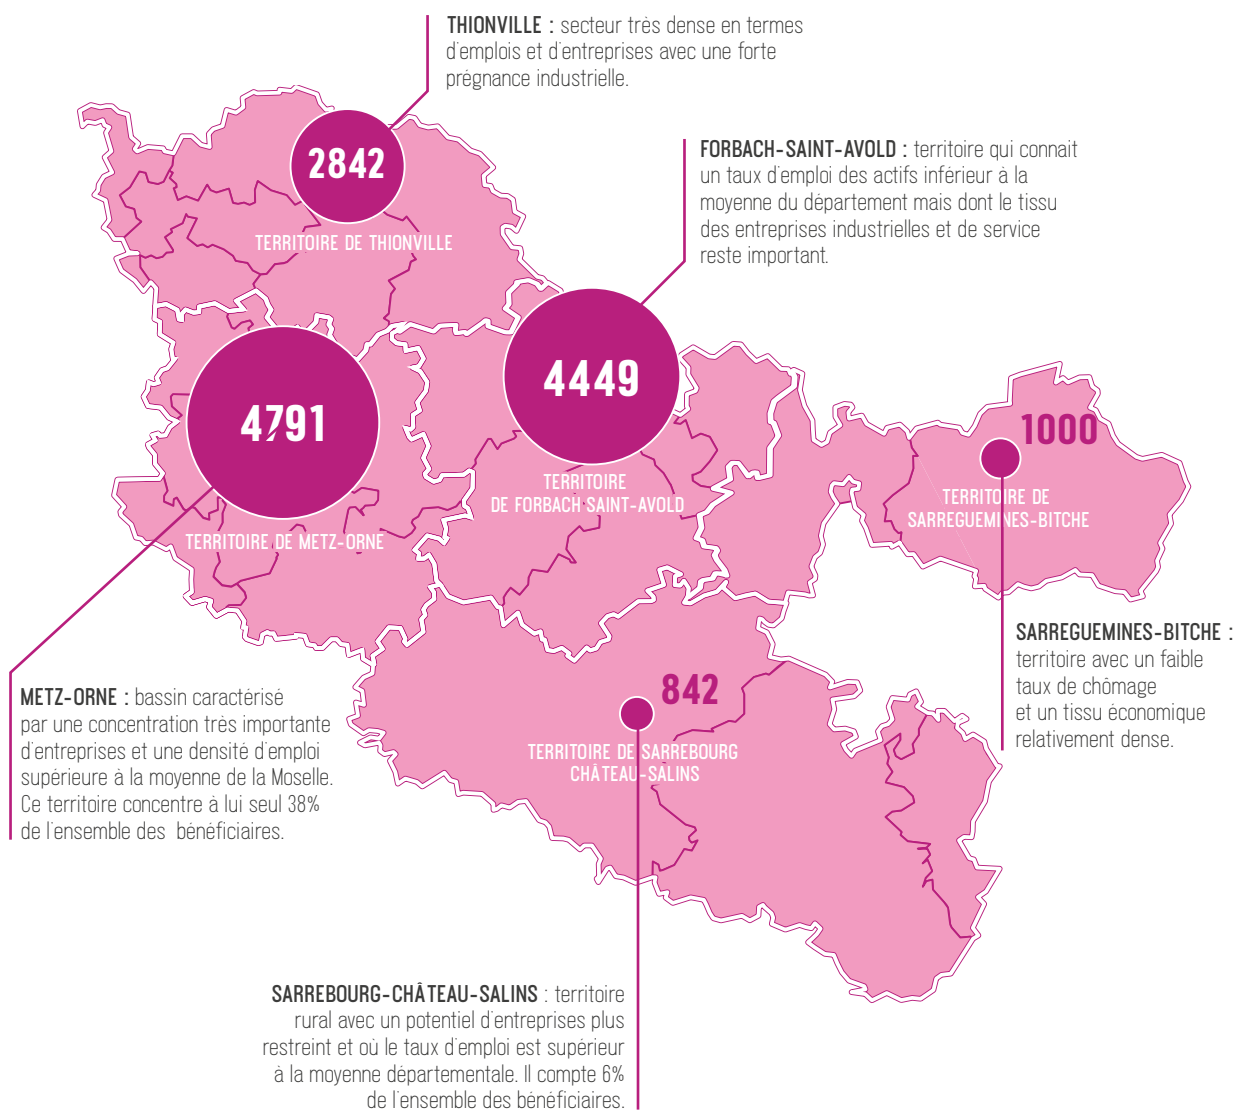 THIONVILLE : secteur très dense en termes
d'emplois et d'entreprises avec une forte
prégnance industrielle.
2842
TERRITOIRE DE THIONVILLE
FORBACH-SAINT-AVOLD : territoire qui connait
un taux d'emploi des actifs inférieur à la
moyenne du département mais dont le tissu
des entreprises industrielles et de service
reste important.
4449
TERRITOIRE
DE FORBACH SAINT-AVOLD
4791
TERRITOIRE DE METZ-ORNE
1000
TERRITOIRE DE
SARREGUEMINES-BITCHE
SARREGUEMINES-BITCHE :
territoire avec un faible
taux de chômage
et un tissu économique
relativement dense.
METZ-ORNE : bassin caractérisé
par une concentration très importante
d'entreprises et une densité d'emploi
supérieure à la moyenne de la Moselle.
Ce territoire concentre à lui seul 38%
de l'ensemble des bénéficiaires.
842
TERRITOIRE DE SARREBOURG
CHÂTEAU-SALINS
SARREBOURG-CHÂTEAU-SALINS : territoire
rural avec un potentiel d'entreprises plus
restreint et où le taux d'emploi est supérieur
à la moyenne départementale. Il compte 6%
de l'ensemble des bénéficiaires.